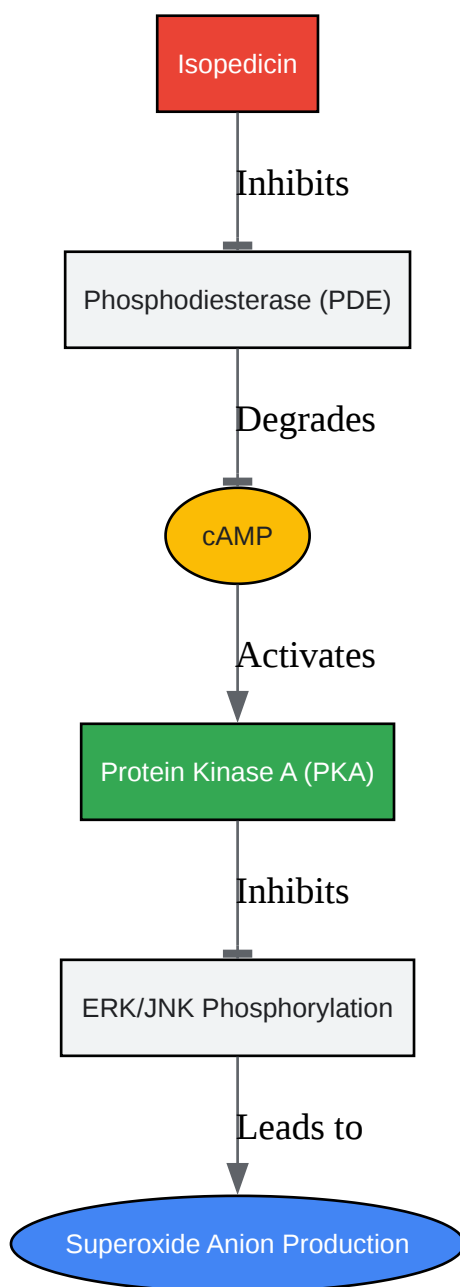 Isopedicin
Inhibits
Phosphodiesterase (PDE)
Degrades
cAMP
Activates
Protein Kinase A (PKA)
Inhibits
ERK/JNK Phosphorylation
Leads to
Superoxide Anion Production